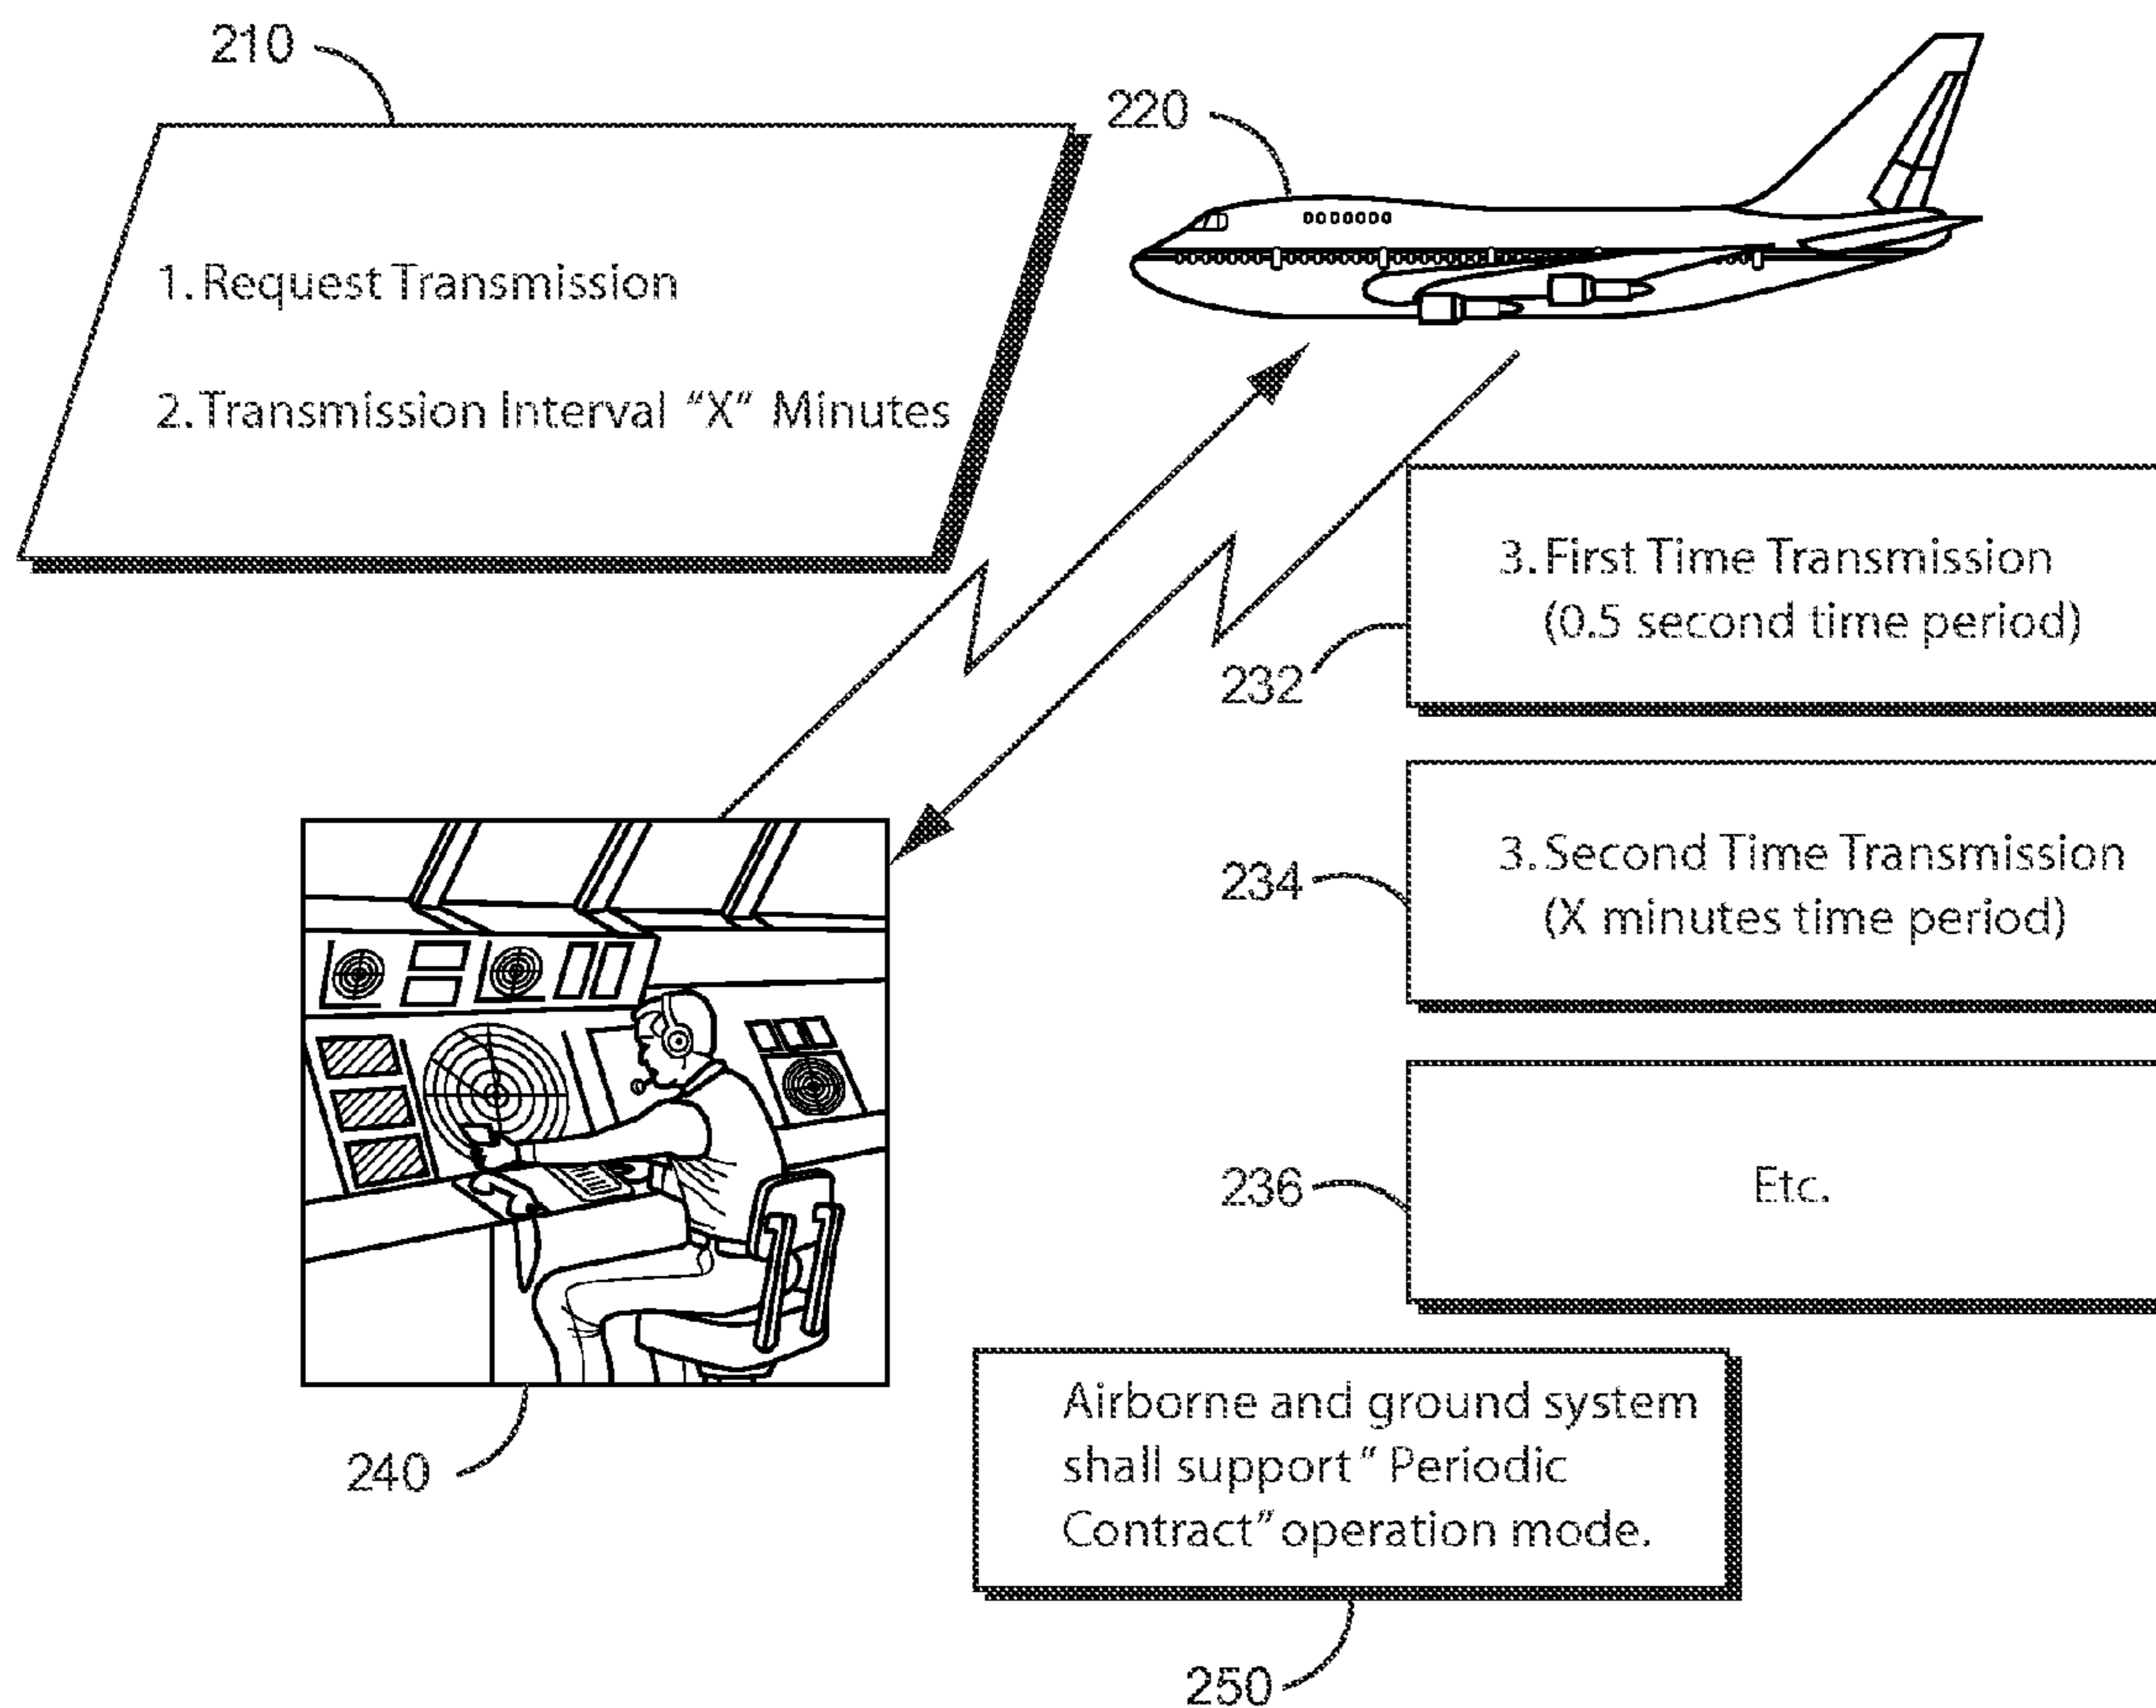 210
1. Request Transmission
2. Transmission Interval “X” Minutes
220
3. First Time Transmission
(0.5 second time period)
232
3. Second Time Transmission
(X minutes time period)
234
Etc.
236
240
Airborne and ground system
shall support “ Periodic
Contract” operation mode.
250